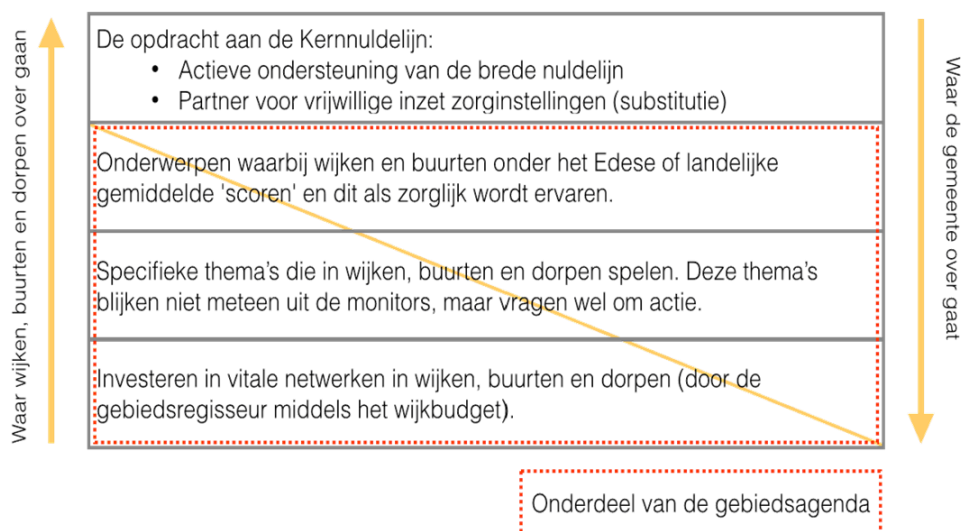 Waar wijken, buurten en dorpen over gaan
De opdracht aan de Kernnuldelijn:
• Actieve ondersteuning van de brede nuldelijn
• Partner voor vrijwillige inzet zorginstellingen (substitutie)
Onderwerpen waarbij wijken en buurten onder het Edese of landelijke
gemiddelde 'scoren' en dit als zorglijk wordt ervaren.
Specifieke thema's die in wijken, buurten en dorpen spelen. Deze thema's
blijken niet meteen uit de monitors, maar vragen wel om actie.
Investeren in vitale netwerken in wijken, buurten en dorpen (door de
gebiedsregisseur middels het wijkbudget).
Waar de gemeente over gaat
Onderdeel van de gebiedsagenda